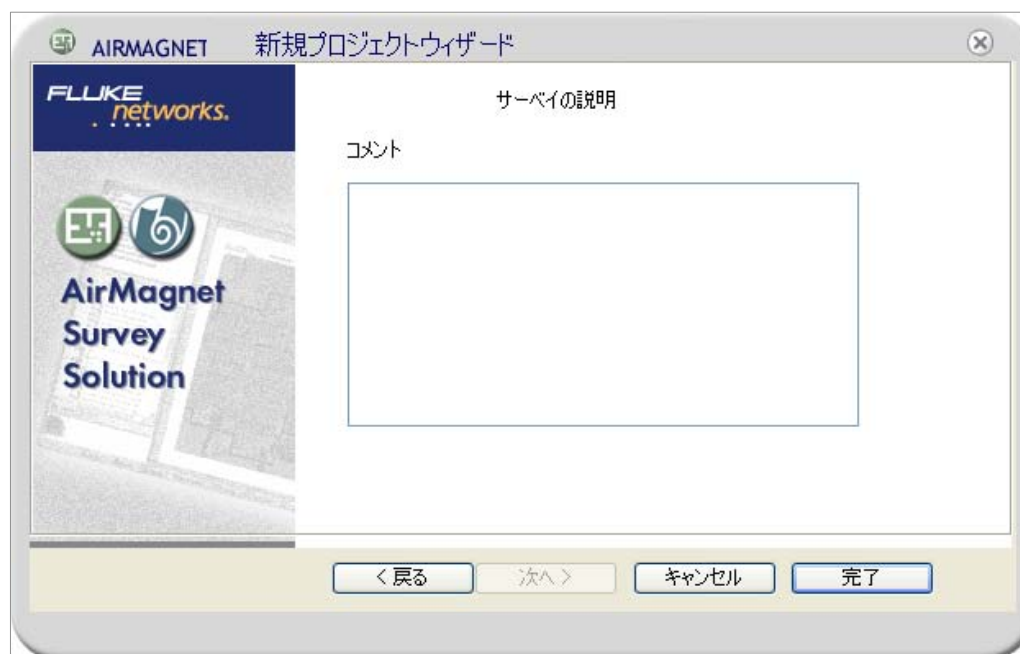 AIRMAGNET 新規プロジェクトウィザード
FLUKE
networks.
サーベイの説明
コメント
AirMagnet
Survey
Solution
< 戻る 次へ > キャンセル 完了